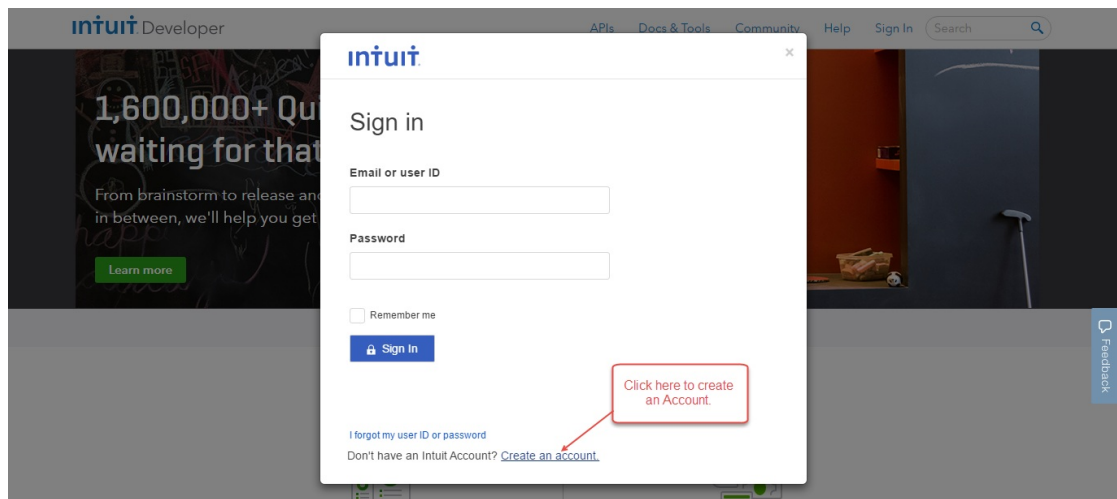 ıntuıt Developer
APIs Docs & Tools Community Help Sign In Search
ıntuıt
×
1,600,000+ Qui
waiting for that
From brainstorm to release and
in between, we'll help you get
Learn more
Sign in
Email or user ID
Password
Remember me
Sign In
Click here to create
an Account.
I forgot my user ID or password
Don't have an Intuit Account? Create an account.
Feedback